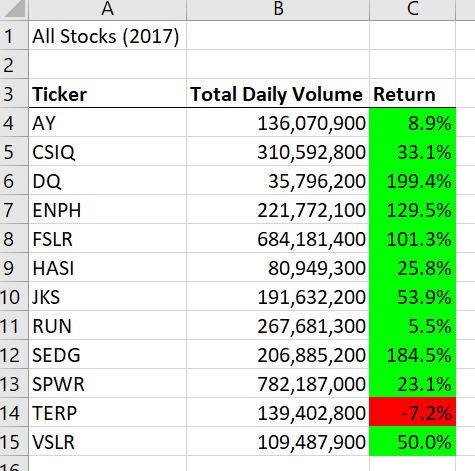 A B C
1 All Stocks (2017)
2
3 Ticker Total Daily Volume Return
4 AY 136,070,900 8.9%
5 CSIQ 310,592,800 33.1%
6 DQ 35,796,200 199.4%
7 ENPH 221,772,100 129.5%
8 FSLR 684,181,400 101.3%
9 HASI 80,949,300 25.8%
10 JKS 191,632,200 53.9%
11 RUN 267,681,300 5.5%
12 SEDG 206,885,200 184.5%
13 SPWR 782,187,000 23.1%
14 TERP 139,402,800 -7.2%
15 VSLR 109,487,900 50.0%